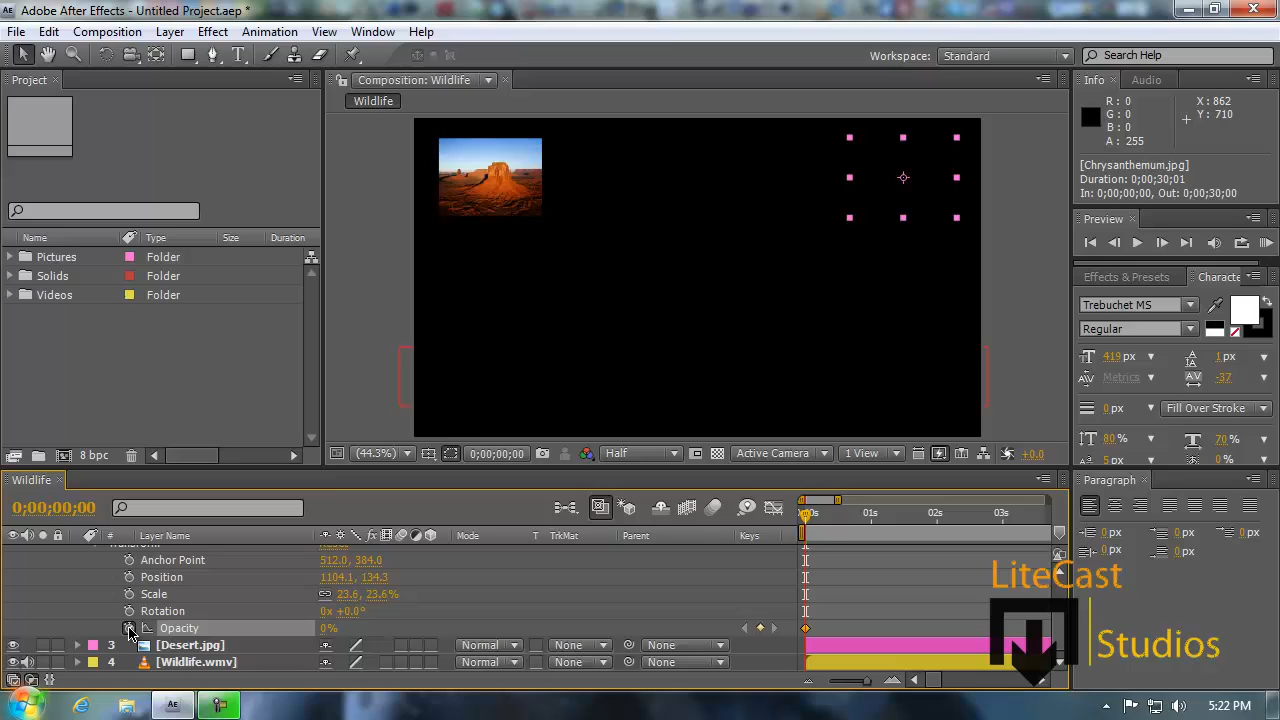 Adobe After Effects - Untitled Project.aep *
File Edit Composition Layer Effect Animation View Window Help
Workspace: Standard Search Help
Project Composition: Wildlife Info Audio
Wildlife
R: 0 X: 862
G: 0 Y: 710
B: 0
A: 255
[Chrysanthemum.jpg]
Duration: 0;00;30;01
In: 0;00;00;00, Out: 0;00;30;00
Preview
Name Type Size Duration
Pictures Folder
Solids Folder
Videos Folder
Effects & Presets Characte
Trebuchet MS
Regular
419 px 1 px
Metrics -37
0 px Fill Over Stroke
80 % 70 %
5 px 0 %
8 bpc (44.3%) 0;00;00;00 Half Active Camera 1 View +0.0
Wildlife Paragraph
0;00;00;00
01s 02s 03s
# Layer Name Mode T TrkMat Parent Keys
0 px 0 px 0 px
0 px 0 px
Anchor Point 512.0, 384.0
Position 1104.1, 134.3
Scale 23.6, 23.6%
Rotation 0x +0.0°
Opacity 0%
3 [Desert.jpg] Normal None None
4 [Wildlife.wmv] Normal None None
LiteCast
Studios
AE
5:22 PM